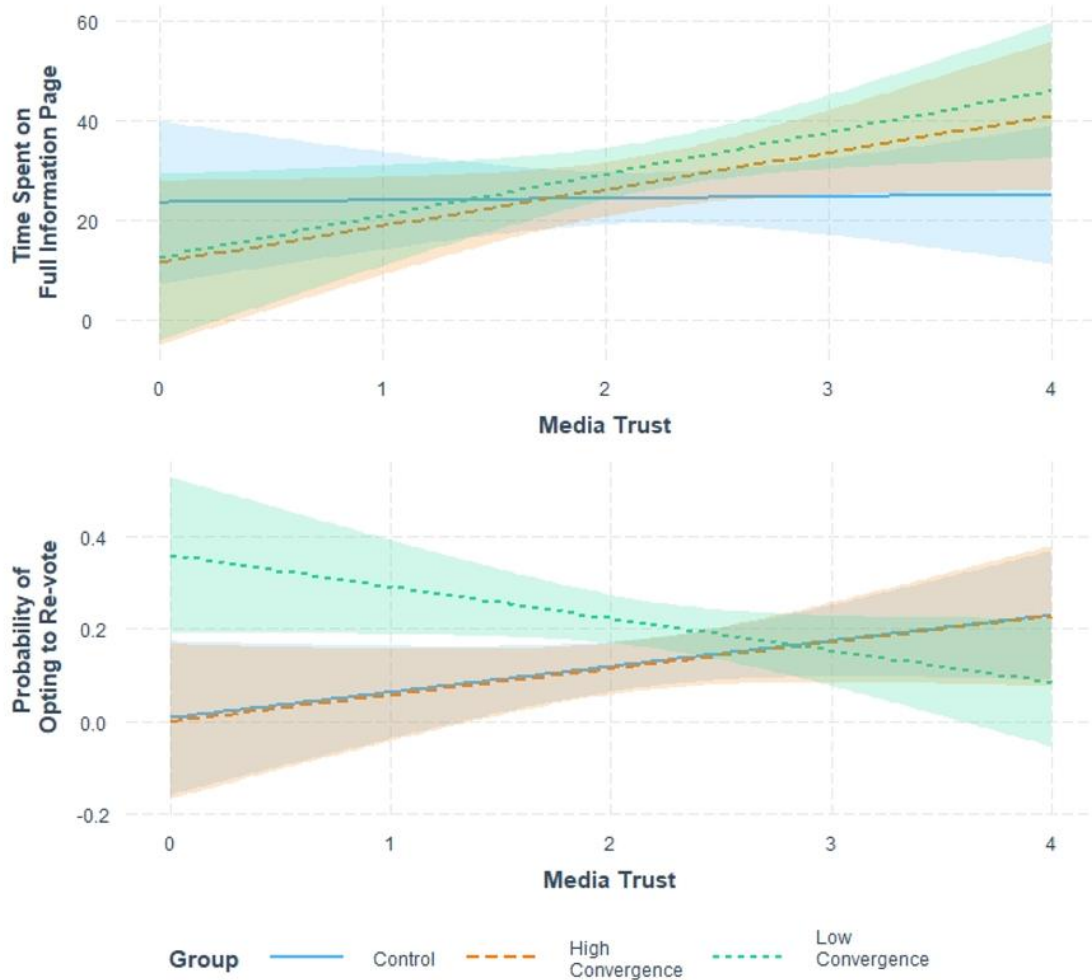 60
40
20
0
Time Spent on
Full Information Page
0 1 2 3 4
Media Trust
0.4
0.2
0.0
-0.2
Probability of
Opting to Re-vote
0 1 2 3 4
Media Trust
Group Control High Convergence Low Convergence